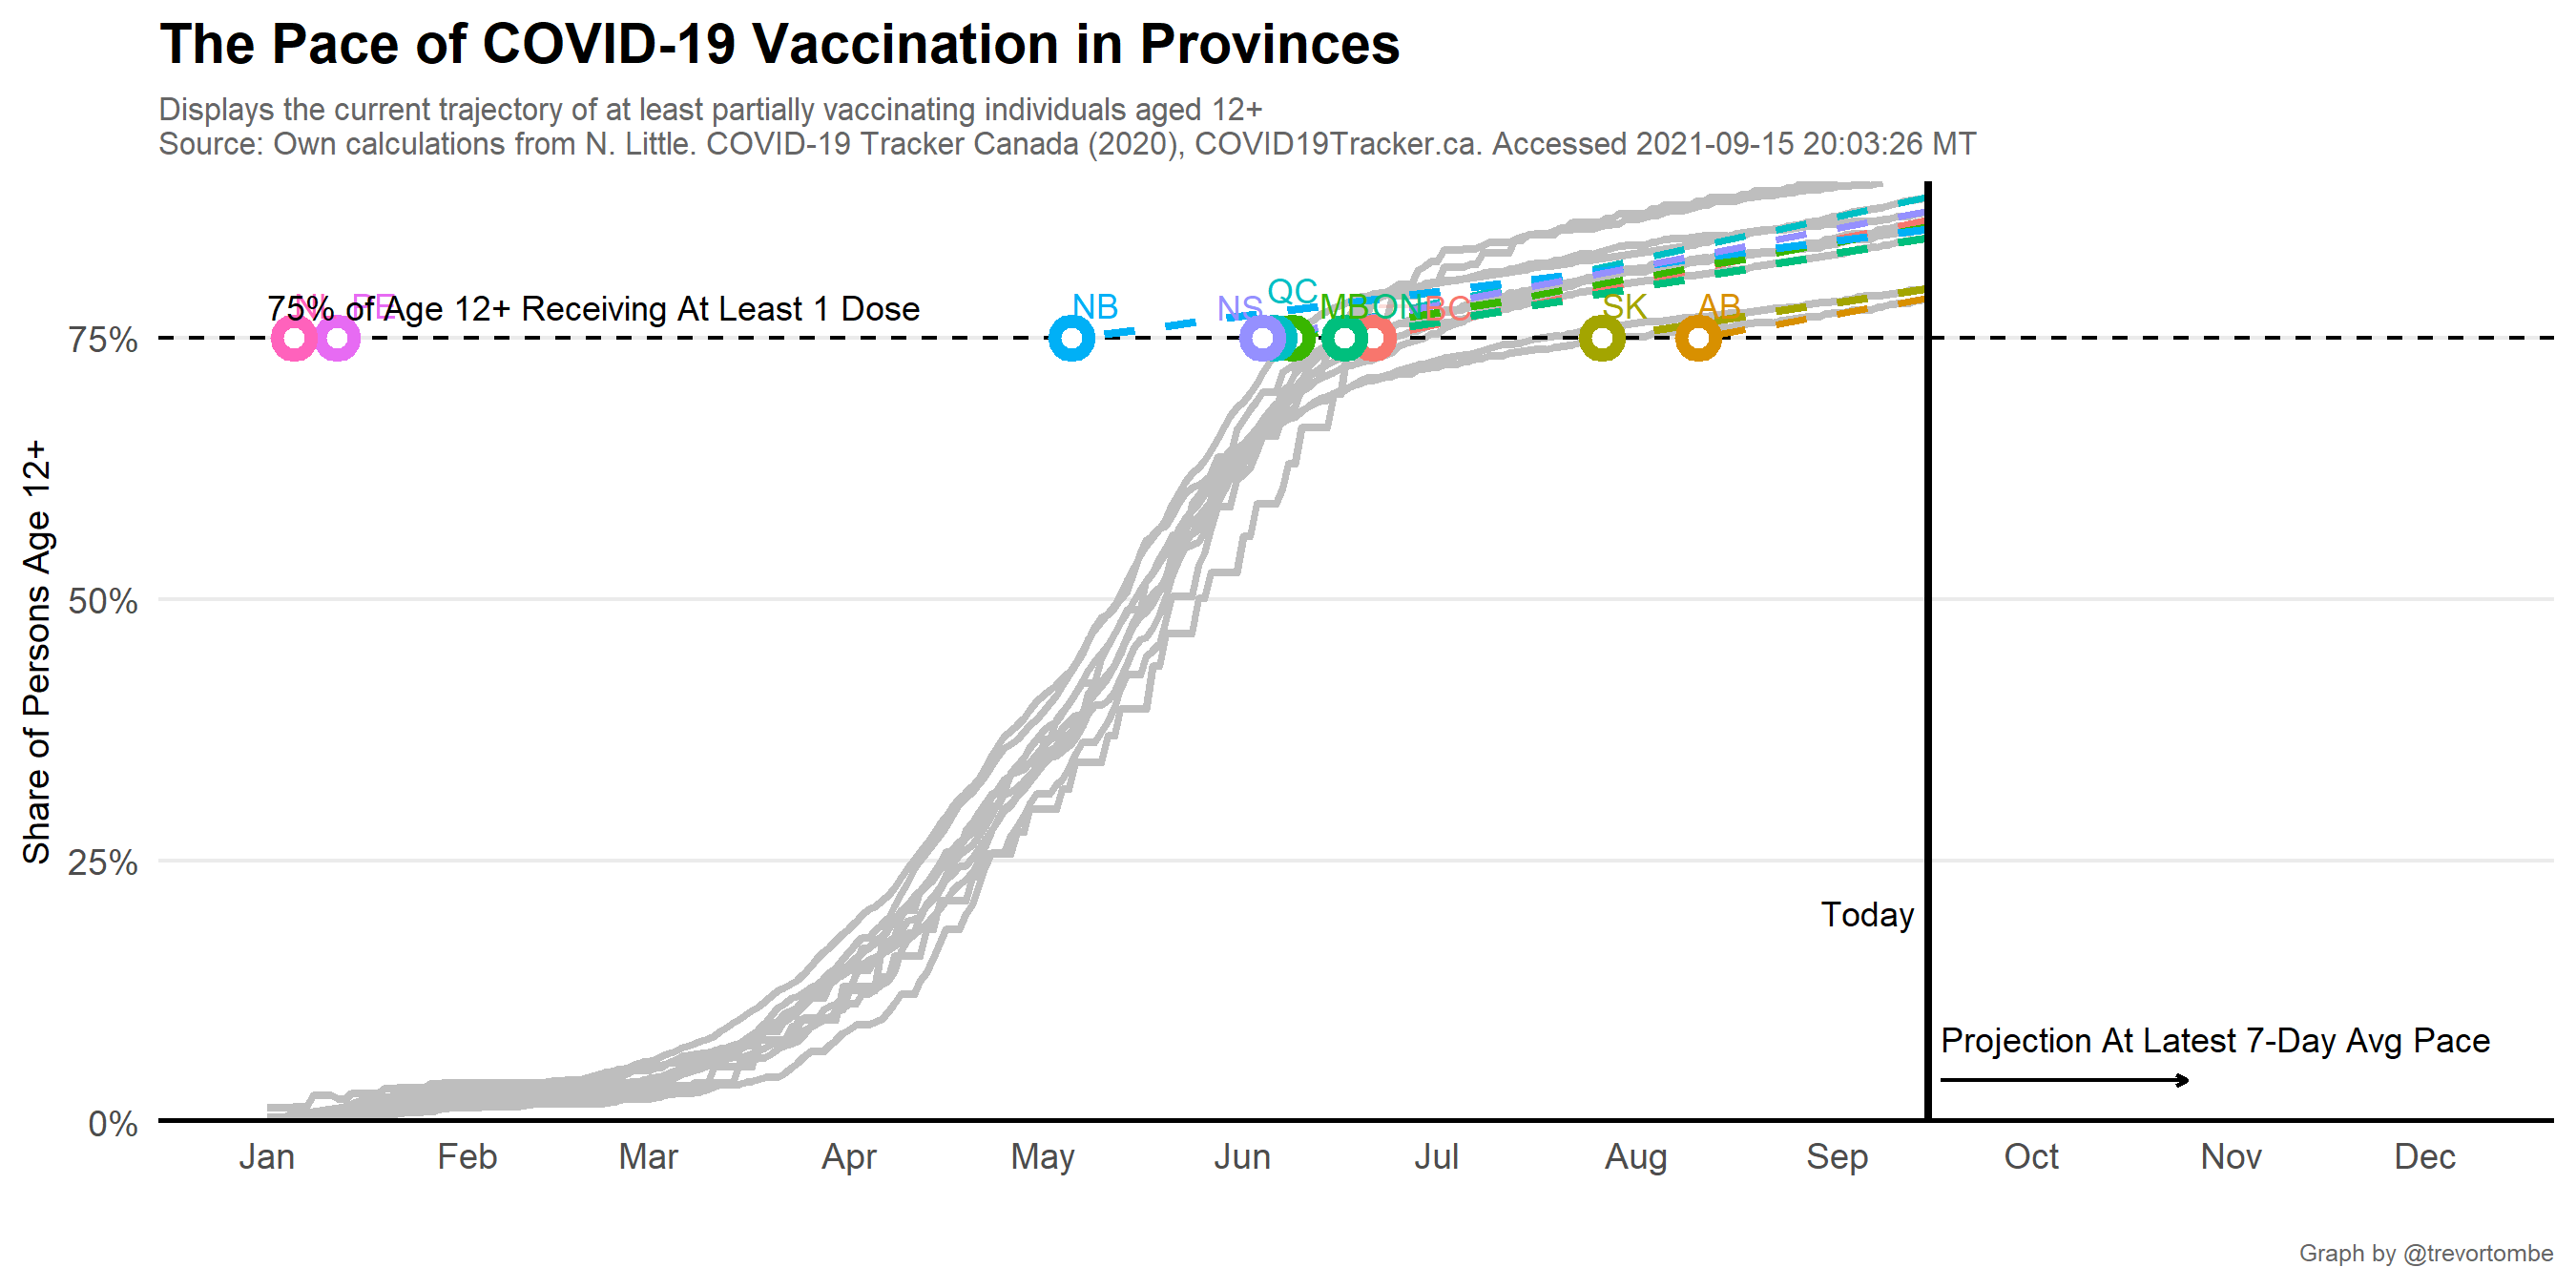 The Pace of COVID-19 Vaccination in Provinces
Displays the current trajectory of at least partially vaccinating individuals aged 12+
Source: Own calculations from N. Little. COVID-19 Tracker Canada (2020), COVID19Tracker.ca. Accessed 2021-09-15 20:03:26 MT
Share of Persons Age 12+
75%
50%
25%
0%
NL
PE
75% of Age 12+ Receiving At Least 1 Dose
NB
NS
QC
MB
ON
BC
SK
AB
Today
Projection At Latest 7-Day Avg Pace
Jan
Feb
Mar
Apr
May
Jun
Jul
Aug
Sep
Oct
Nov
Dec
Graph by @trevortombe